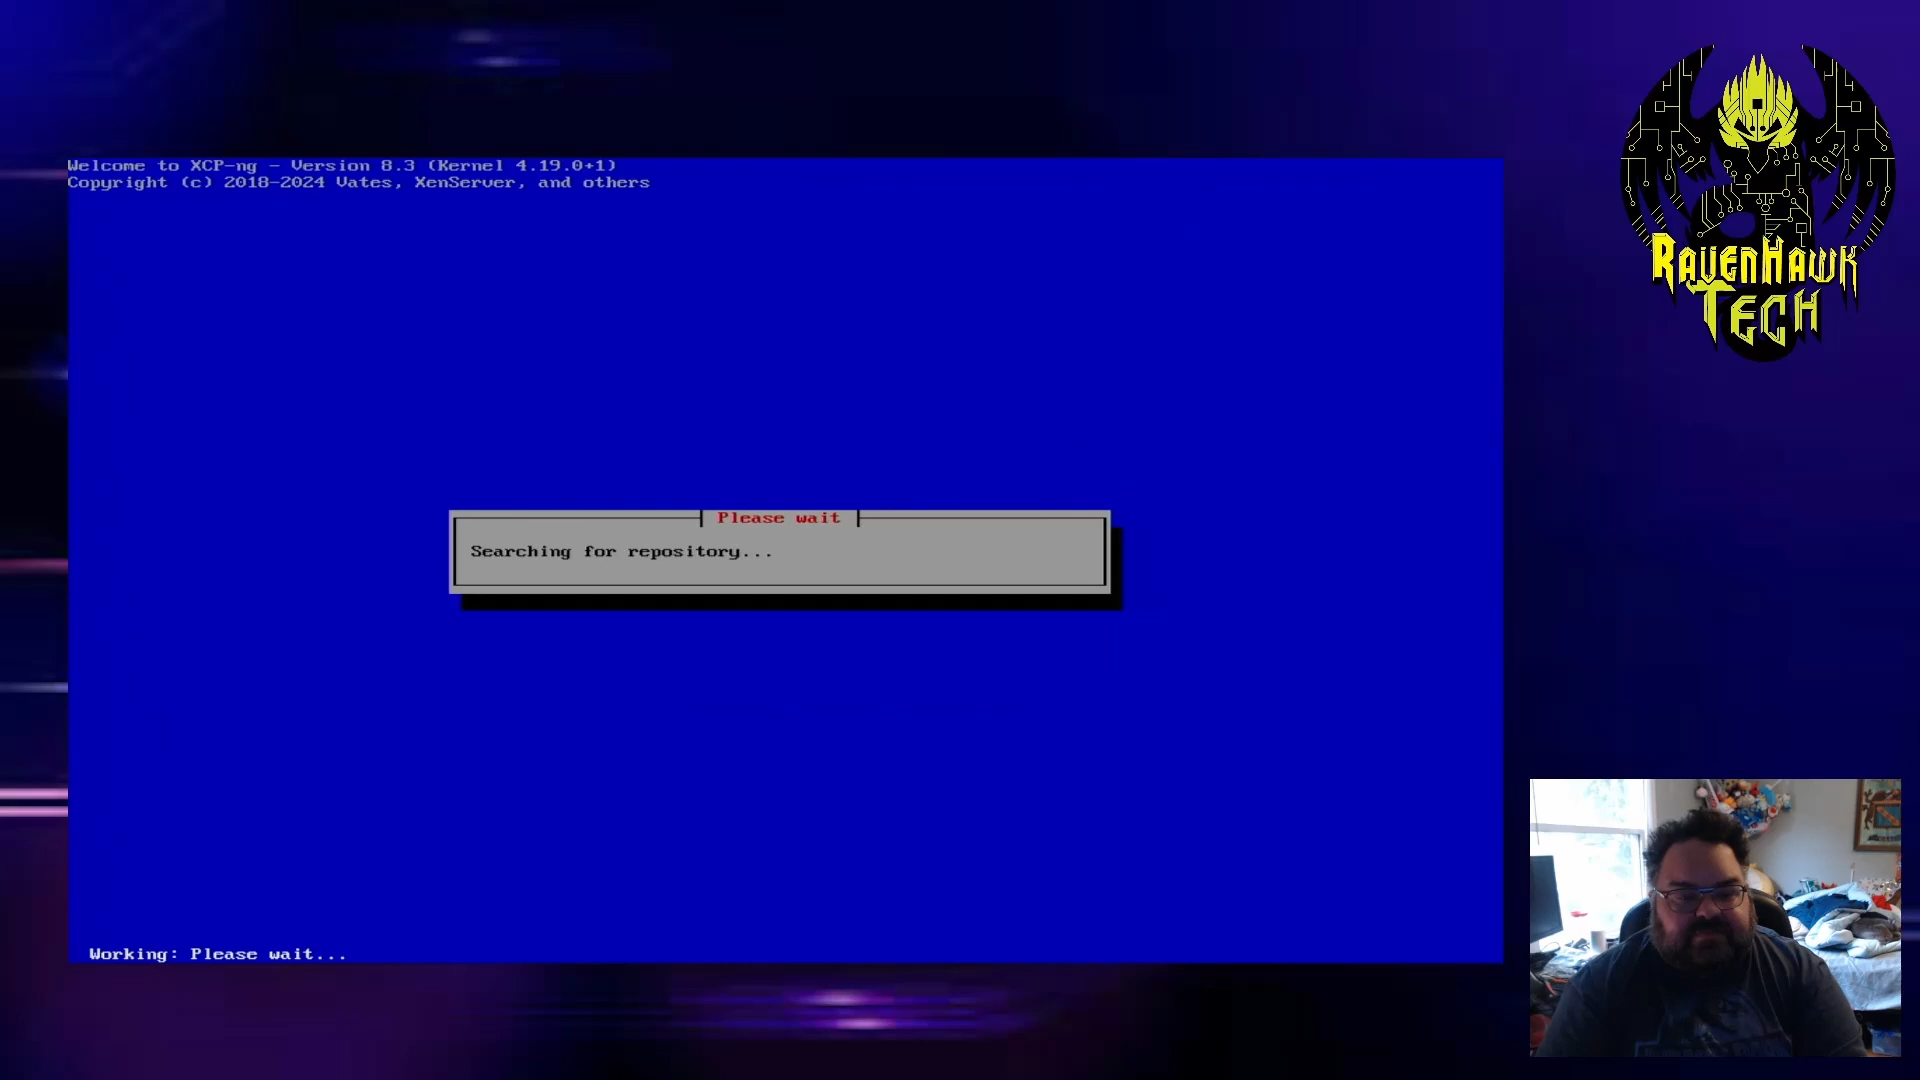 Welcome to XCP-ng - Version 8.3 (Kernel 4.19.0+1)
Copyright (c) 2018-2024 Vates, XenServer, and others
RavenHawk
Tech
Please wait
Searching for repository...
Working: Please wait...